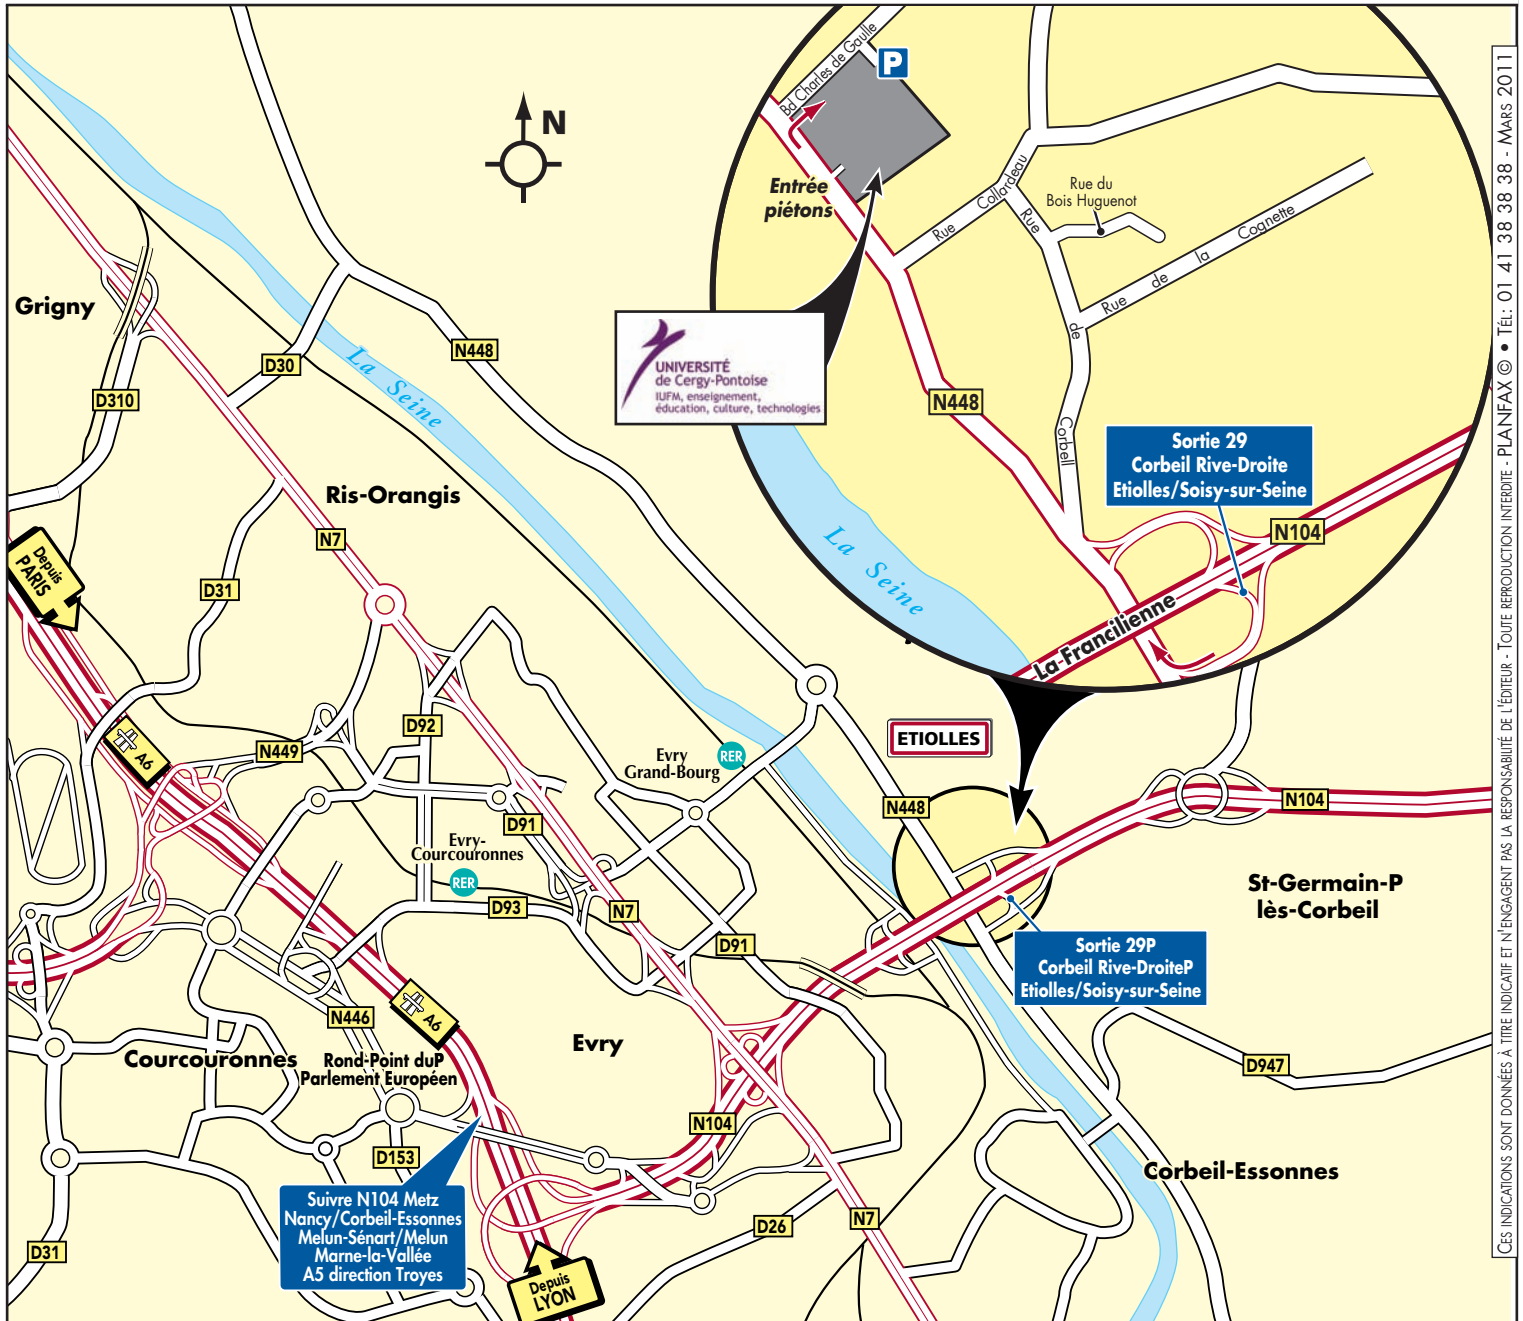 Bd Charles de Gaulle
P
N
Entrée
piétons
Rue Collardeau
Rue du
Bois Huguenot
Rue de la Cognette
Rue de Corbeil
Grigny
D30
N448
La Seine
UNIVERSITÉ
de Cergy-Pontoise
IUFM, enseignement,
éducation, culture, technologies
D310
N448
Sortie 29
Corbeil Rive-Droite
Etiolles/Soisy-sur-Seine
N104
Ris-Orangis
N7
La Seine
Depuis
PARIS
D31
La Francilienne
D92
N449
A6
Evry
Grand-Bourg
RER
ETIOLLES
N448
N104
D91
Evry-
Courcouronnes
RER
D93
N7
D91
St-Germain-P
lès-Corbeil
Sortie 29P
Corbeil Rive-DroiteP
Etiolles/Soisy-sur-Seine
A6
N446
Evry
Courcouronnes
Rond-Point duP
Parlement Européen
D947
N104
D153
Corbeil-Essonnes
Suivre N104 Metz
Nancy/Corbeil-Essonnes
Melun-Sénart/Melun
Marne-la-Vallée
A5 direction Troyes
D26
N7
D31
Depuis
LYON
CES INDICATIONS SONT DONNÉES À TITRE INDICATIF ET N'ENGAGENT PAS LA RESPONSABILITÉ DE L'ÉDITEUR - TOUTE REPRODUCTION INTERDITE - PLANFAX © • TÉL: 01 41 38 38 38 - MARS 2011